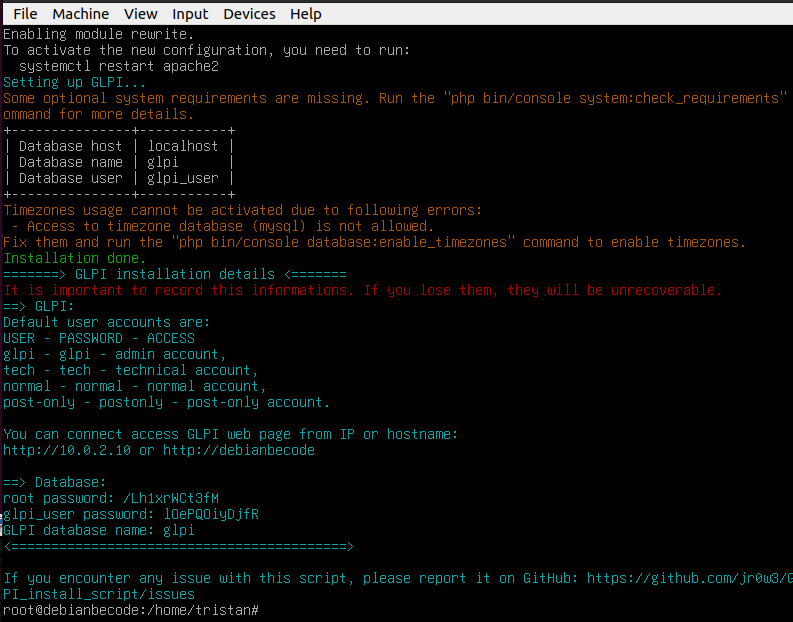 File Machine View Input Devices Help
Enabling module rewrite.
To activate the new configuration, you need to run:
  systemctl restart apache2
Setting up GLPI...
Some optional system requirements are missing. Run the "php bin/console system:check_requirements"
ommand for more details.
+---------------+-----------+
| Database host | localhost |
| Database name | glpi      |
| Database user | glpi_user |
+---------------+-----------+
Timezones usage cannot be activated due to following errors:
 - Access to timezone database (mysql) is not allowed.
Fix them and run the "php bin/console database:enable_timezones" command to enable timezones.
Installation done.
=======> GLPI installation details <=======
It is important to record this informations. If you lose them, they will be unrecoverable.
==> GLPI:
Default user accounts are:
USER - PASSWORD - ACCESS
glpi - glpi - admin account,
tech - tech - technical account,
normal - normal - normal account,
post-only - postonly - post-only account.
You can connect access GLPI web page from IP or hostname:
http://10.0.2.10 or http://debianbecode
==> Database:
root password: /Lh1xrWCt3fM
glpi_user password: lOePQOiyDjfR
GLPI database name: glpi
<==========================================>
If you encounter any issue with this script, please report it on GitHub: https://github.com/jr0w3/G
PI_install_script/issues
root@debianbecode:/home/tristan#